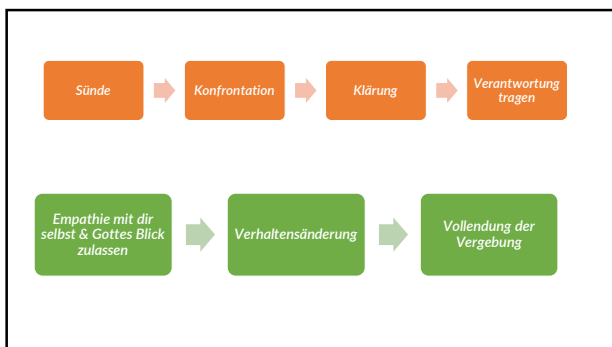 Sünde
Konfrontation
Klärung
Verantwortung
tragen
Empathie mit dir
selbst & Gottes Blick
zulassen
Verhaltensänderung
Vollendung der
Vergebung